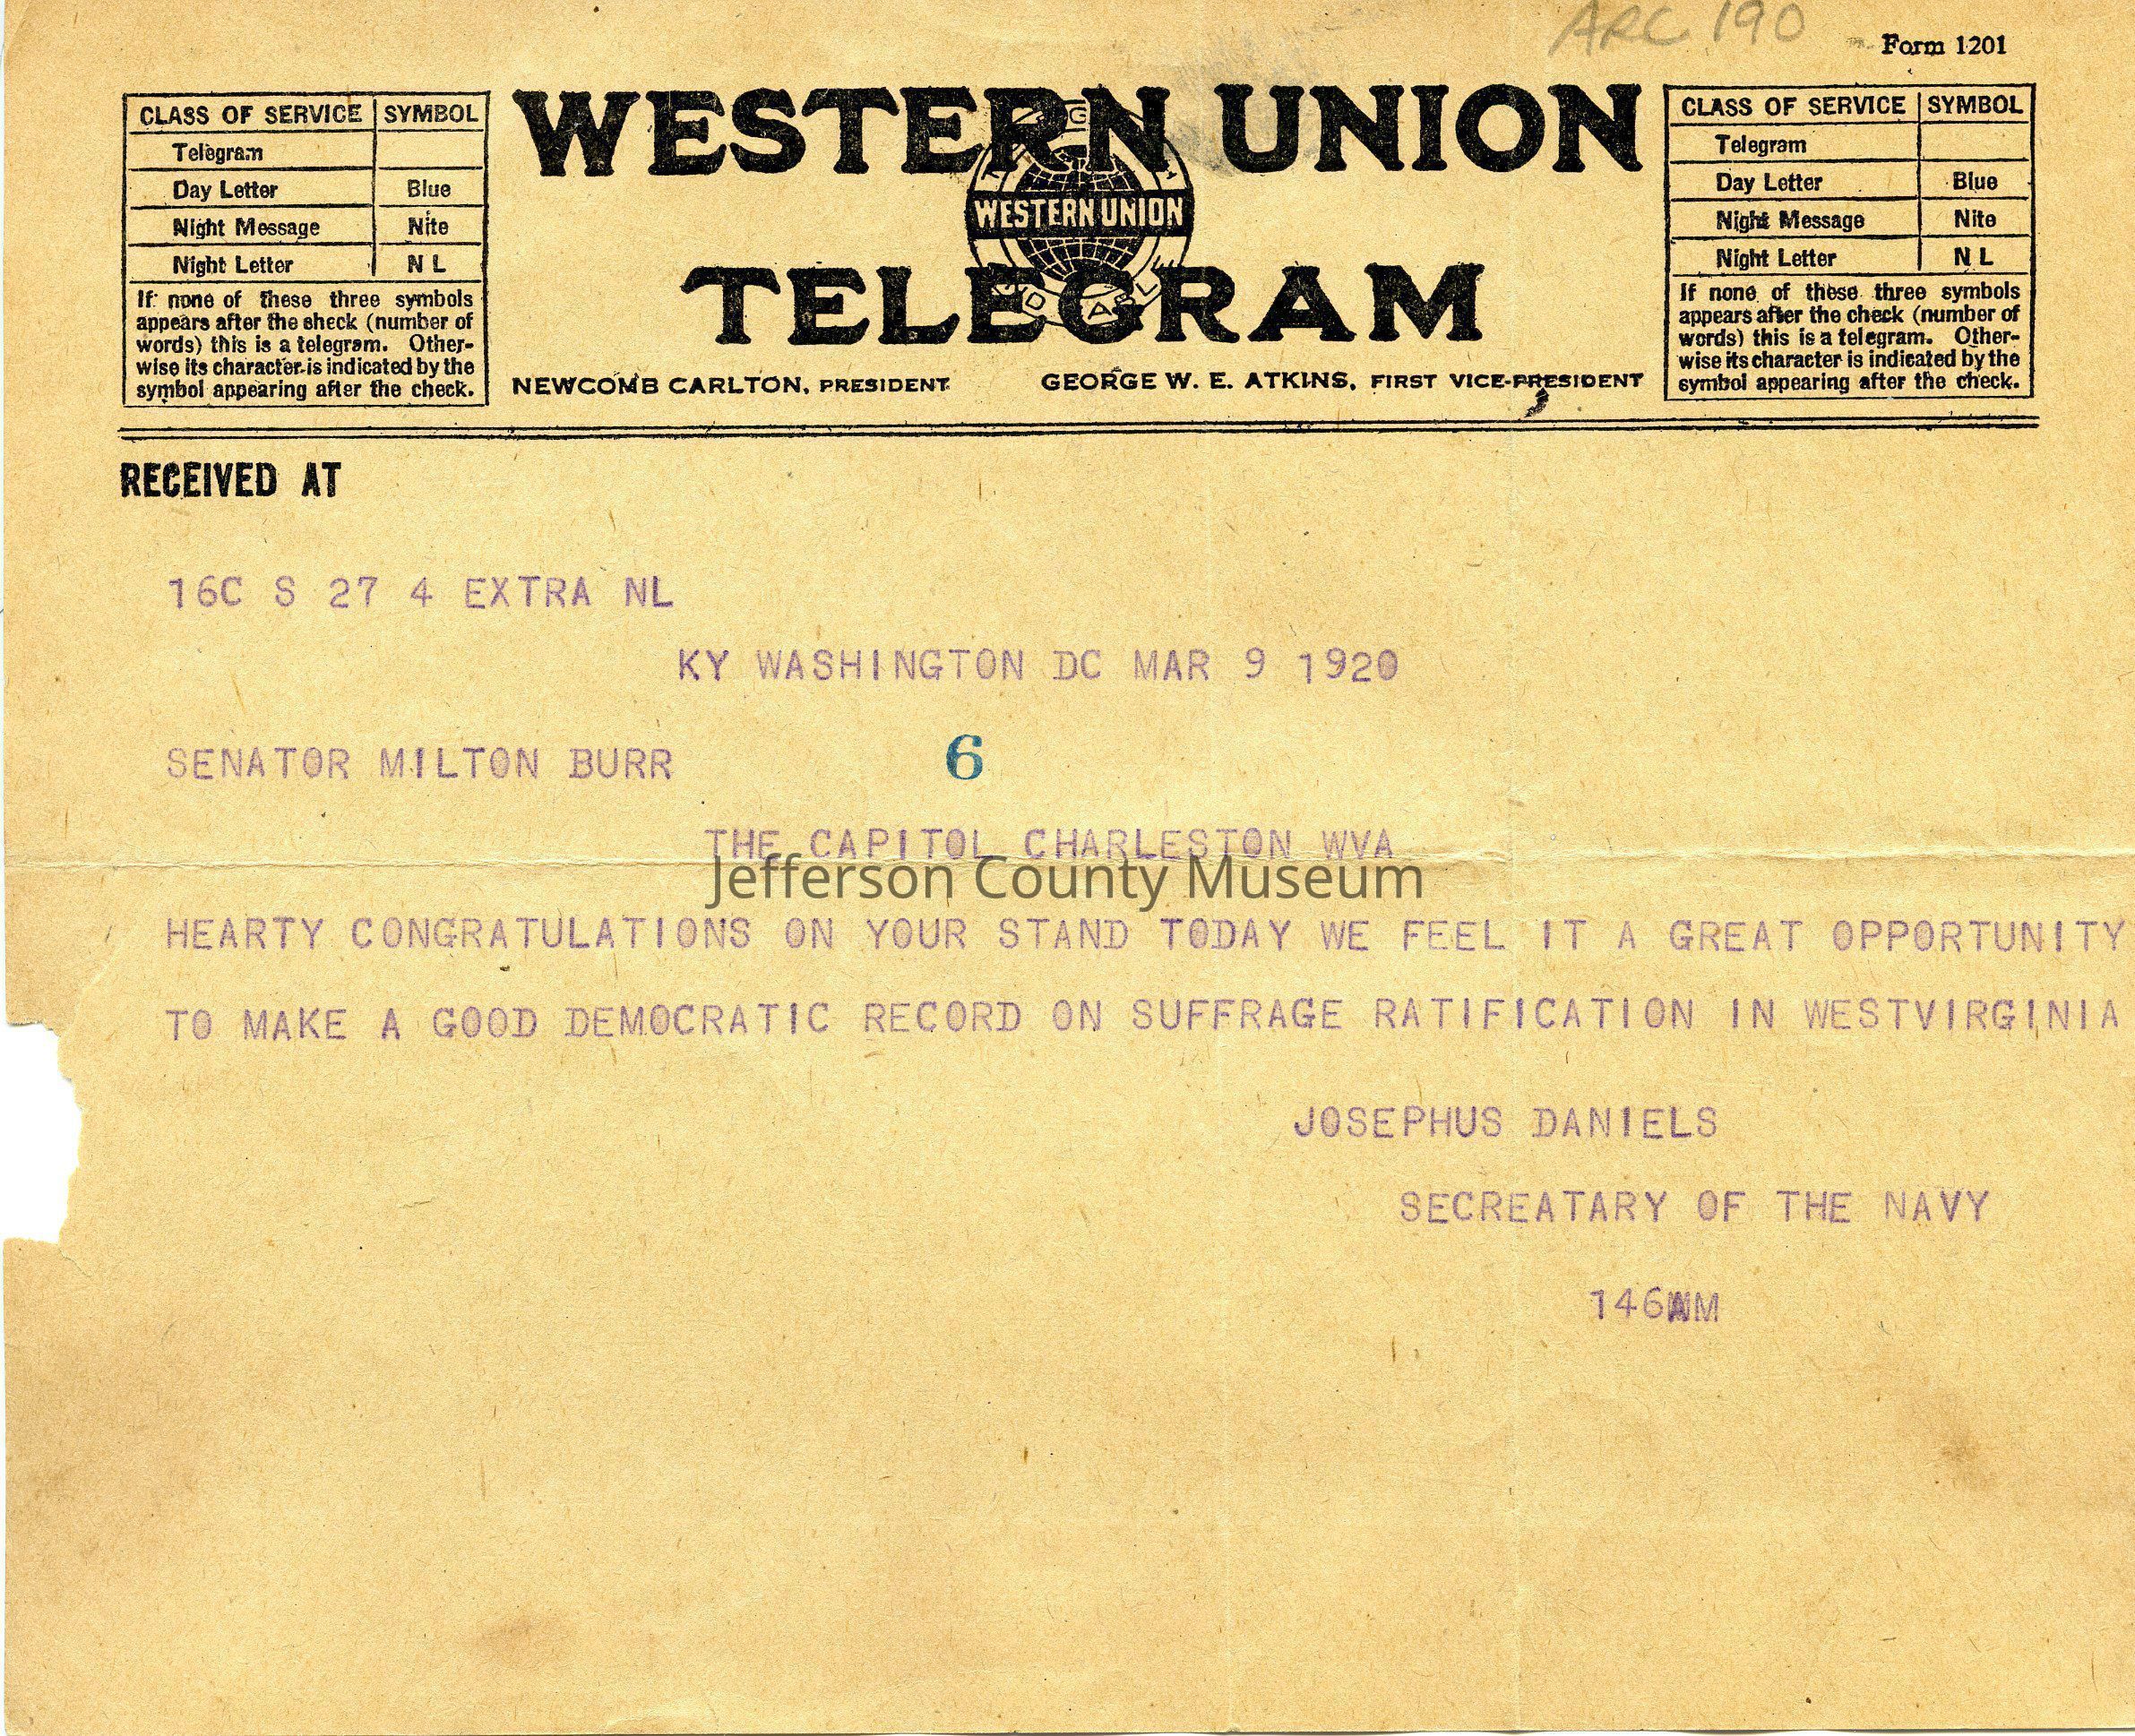 ARC 190
Form 1201
CLASS OF SERVICE SYMBOL
Telegram
Day Letter Blue
Night Message Nite
Night Letter N L
If none of these three symbols
appears after the check (number of
words) this is a telegram. Other-
wise its character is indicated by the
symbol appearing after the check.
WESTERN UNION
WESTERN UNION
TELEGRAM
NEWCOMB CARLTON, PRESIDENT GEORGE W. E. ATKINS, FIRST VICE-PRESIDENT
CLASS OF SERVICE SYMBOL
Telegram
Day Letter Blue
Night Message Nite
Night Letter N L
If none of these three symbols
appears after the check (number of
words) this is a telegram. Other-
wise its character is indicated by the
symbol appearing after the check.
RECEIVED AT
16C S 27 4 EXTRA NL
KY WASHINGTON DC MAR 9 1920
SENATOR MILTON BURR 6
THE CAPITOL CHARLESTON WVA
Jefferson County Museum
HEARTY CONGRATULATIONS ON YOUR STAND TODAY WE FEEL IT A GREAT OPPORTUNITY
TO MAKE A GOOD DEMOCRATIC RECORD ON SUFFRAGE RATIFICATION IN WESTVIRGINIA
JOSEPHUS DANIELS
SECREATARY OF THE NAVY